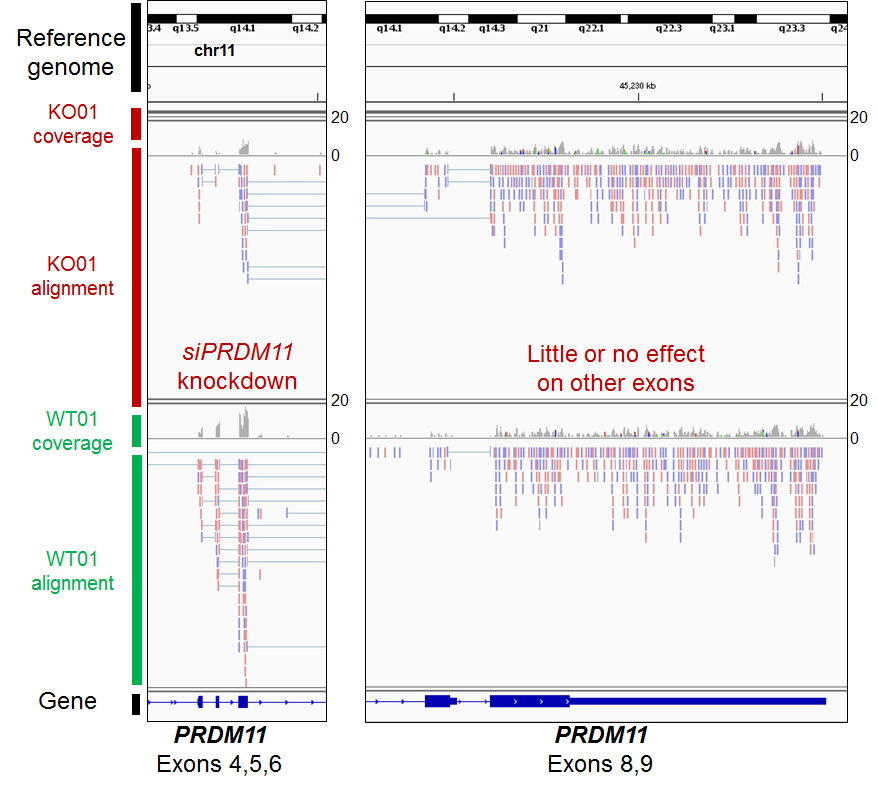 3.4 q13.5 q14.1 q14.2
q14.1 q14.2 q14.3 q21 q22.1 q22.3 q23.1 q23.3 q24
Reference
genome
chr11
45,230 kb
KO01
coverage
20
0
20
0
KO01
alignment
siPRDM11
knockdown
Little or no effect
on other exons
WT01
coverage
20
0
20
0
WT01
alignment
Gene
PRDM11
Exons 4,5,6
PRDM11
Exons 8,9